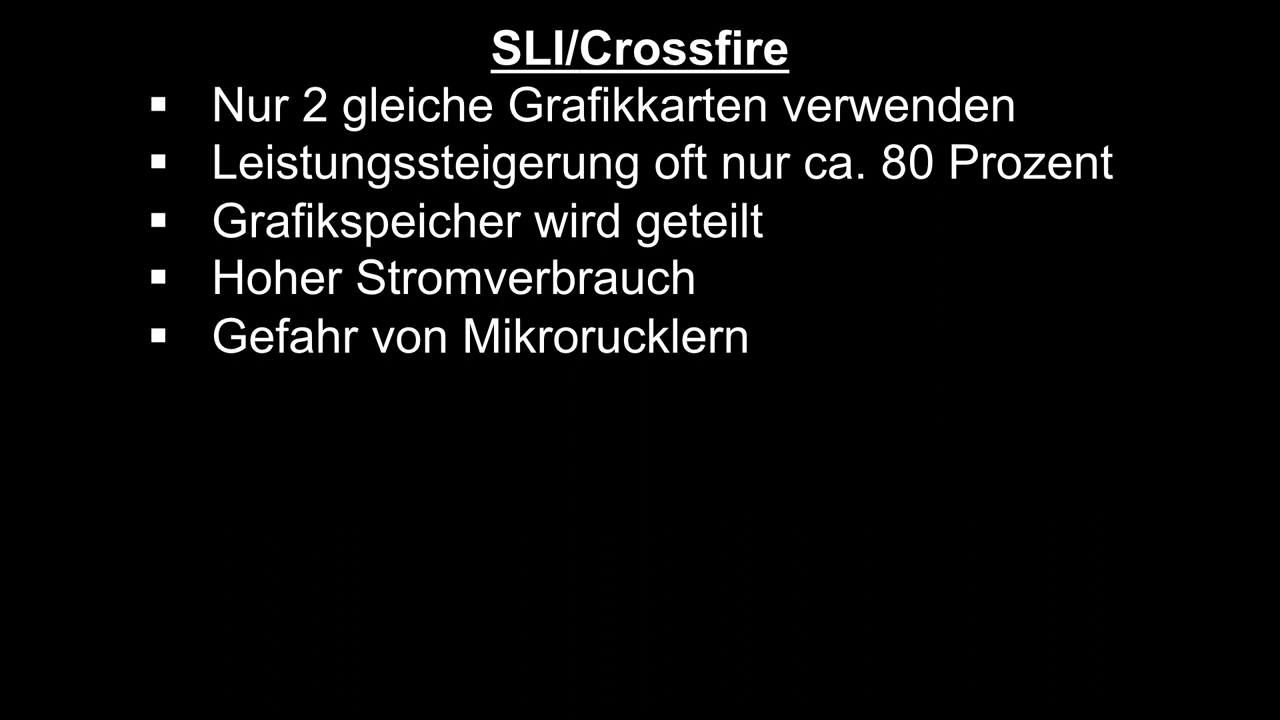 SLI/Crossfire
▪ Nur 2 gleiche Grafikkarten verwenden
▪ Leistungssteigerung oft nur ca. 80 Prozent
▪ Grafikspeicher wird geteilt
▪ Hoher Stromverbrauch
▪ Gefahr von Mikrorucklern